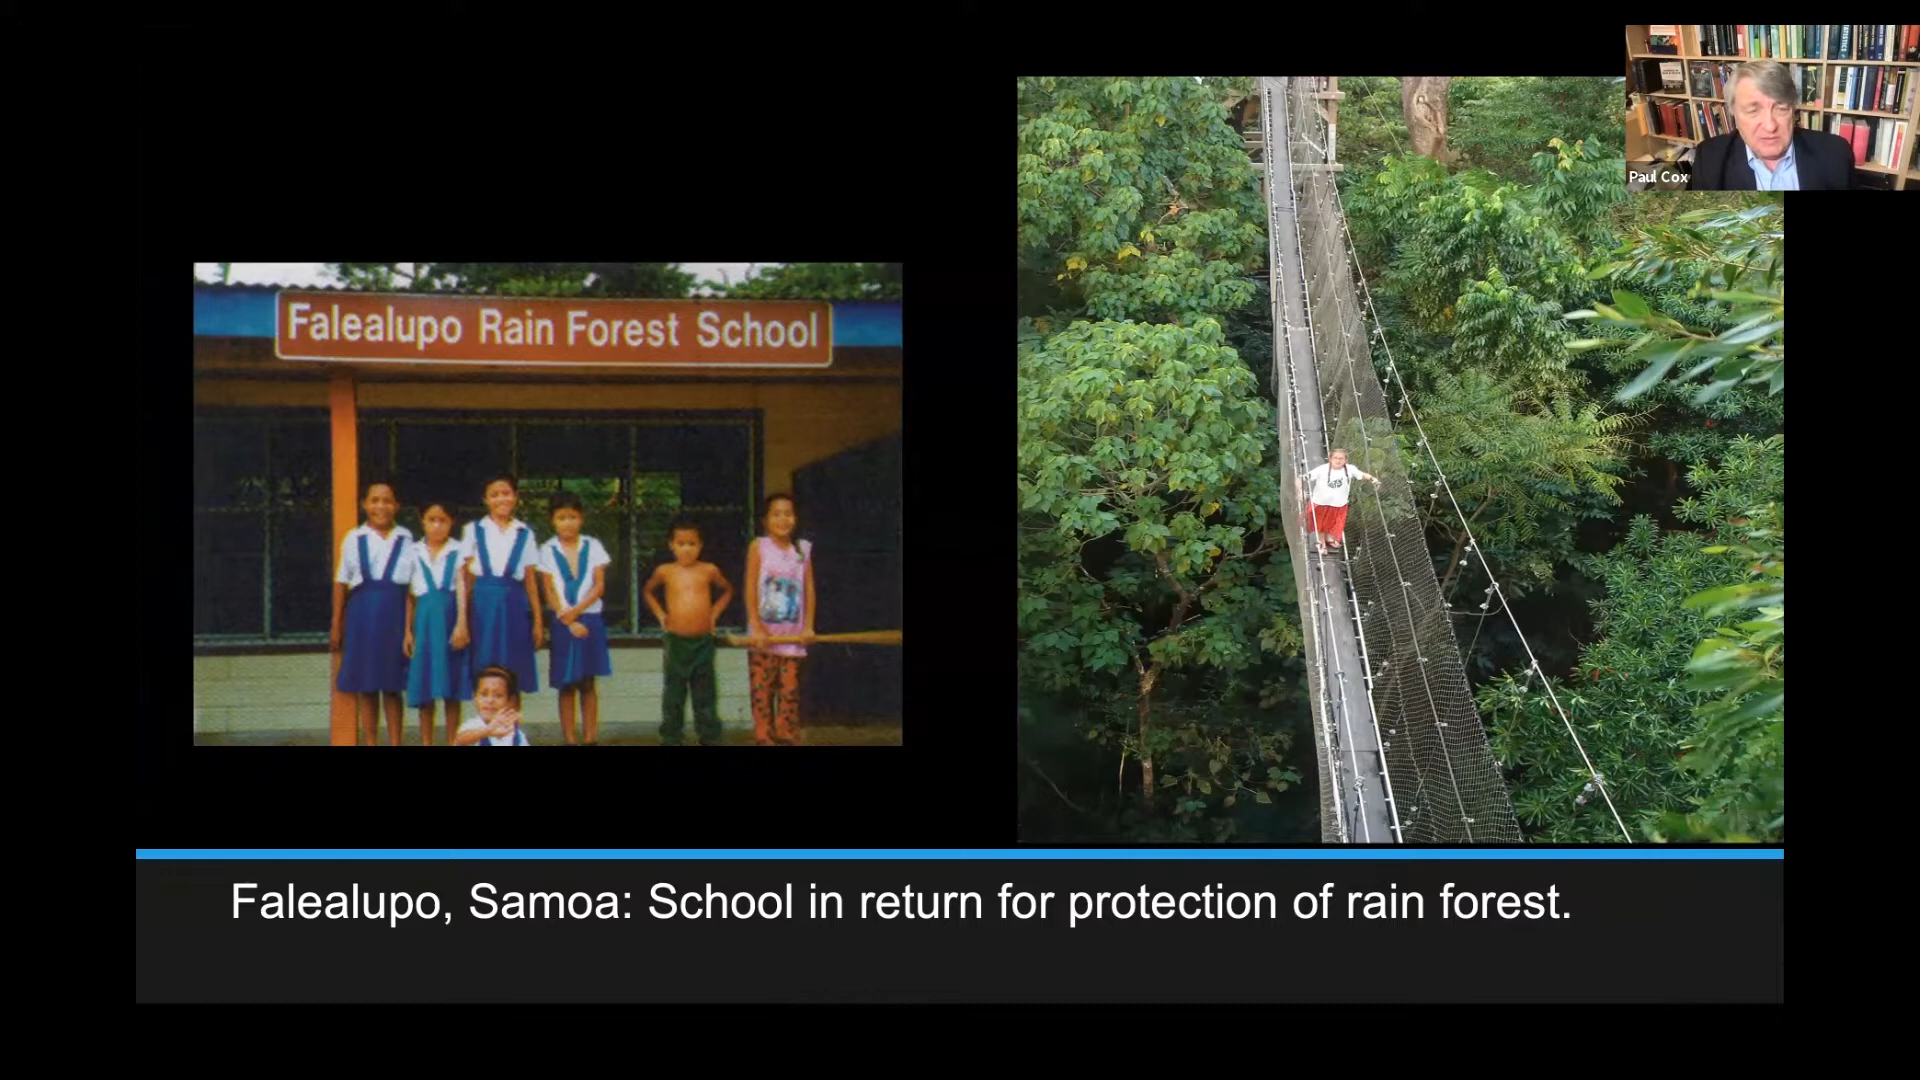 Paul Cox
Falealupo Rain Forest School
Falealupo, Samoa: School in return for protection of rain forest.